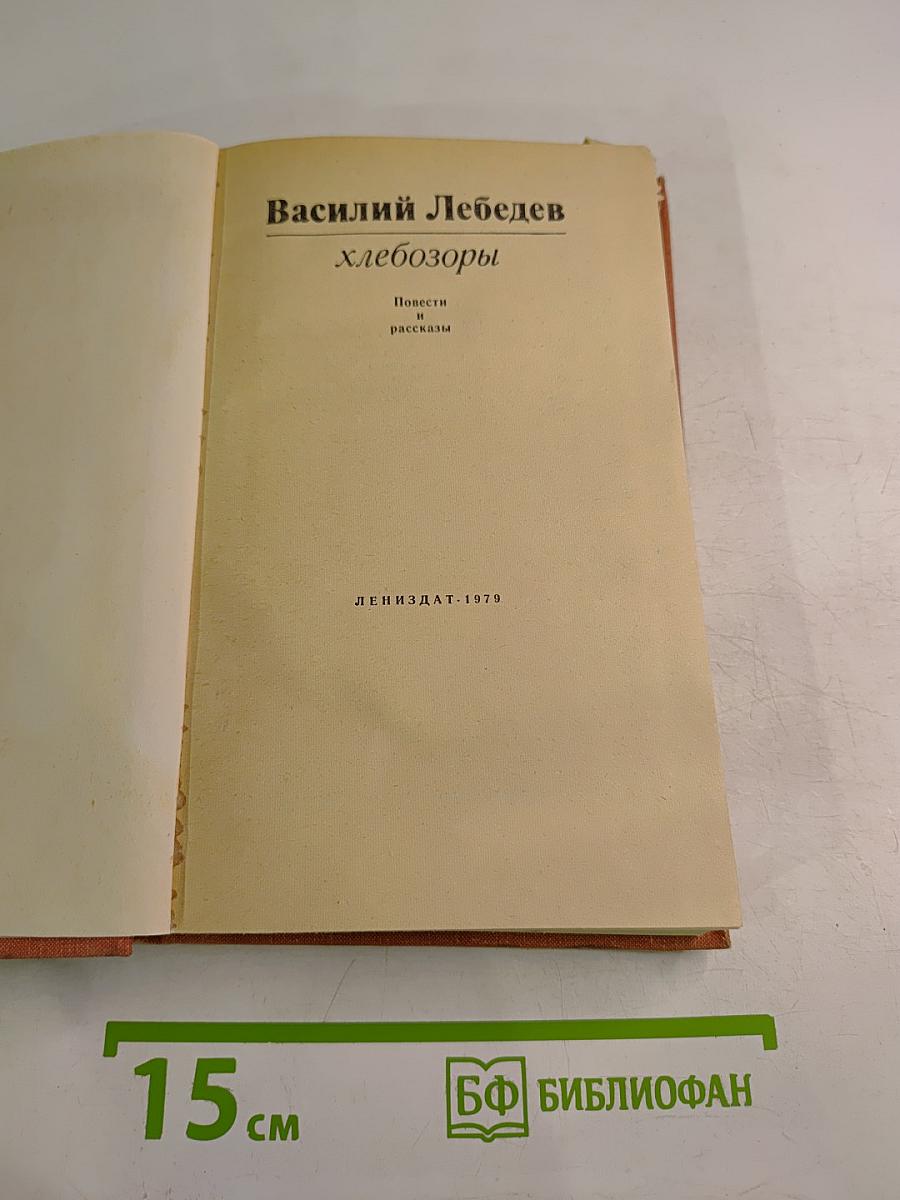 Василий Лебедев
хлебозоры
Повести
и
рассказы
ЛЕНИЗДАТ·1979
15 см
БФ БИБЛИОФАН